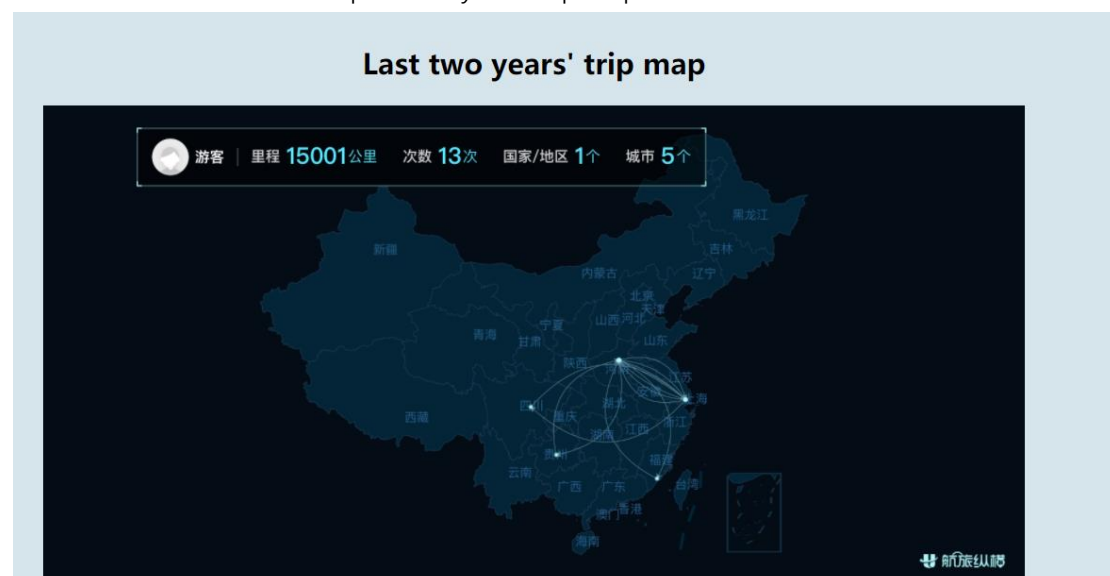 Last two years' trip map
游客 里程 15001公里 次数 13次 国家/地区 1个 城市 5个
黑龙江
新疆
吉林
内蒙古
辽宁
北京
天津
宁夏
山西
河北
青海
甘肃
山东
陕西
江苏
安徽
四川
湖北
上海
西藏
重庆
浙江
湖南
江西
贵州
福建
云南
广西
广东
台湾
澳门
香港
海南
航旅纵横